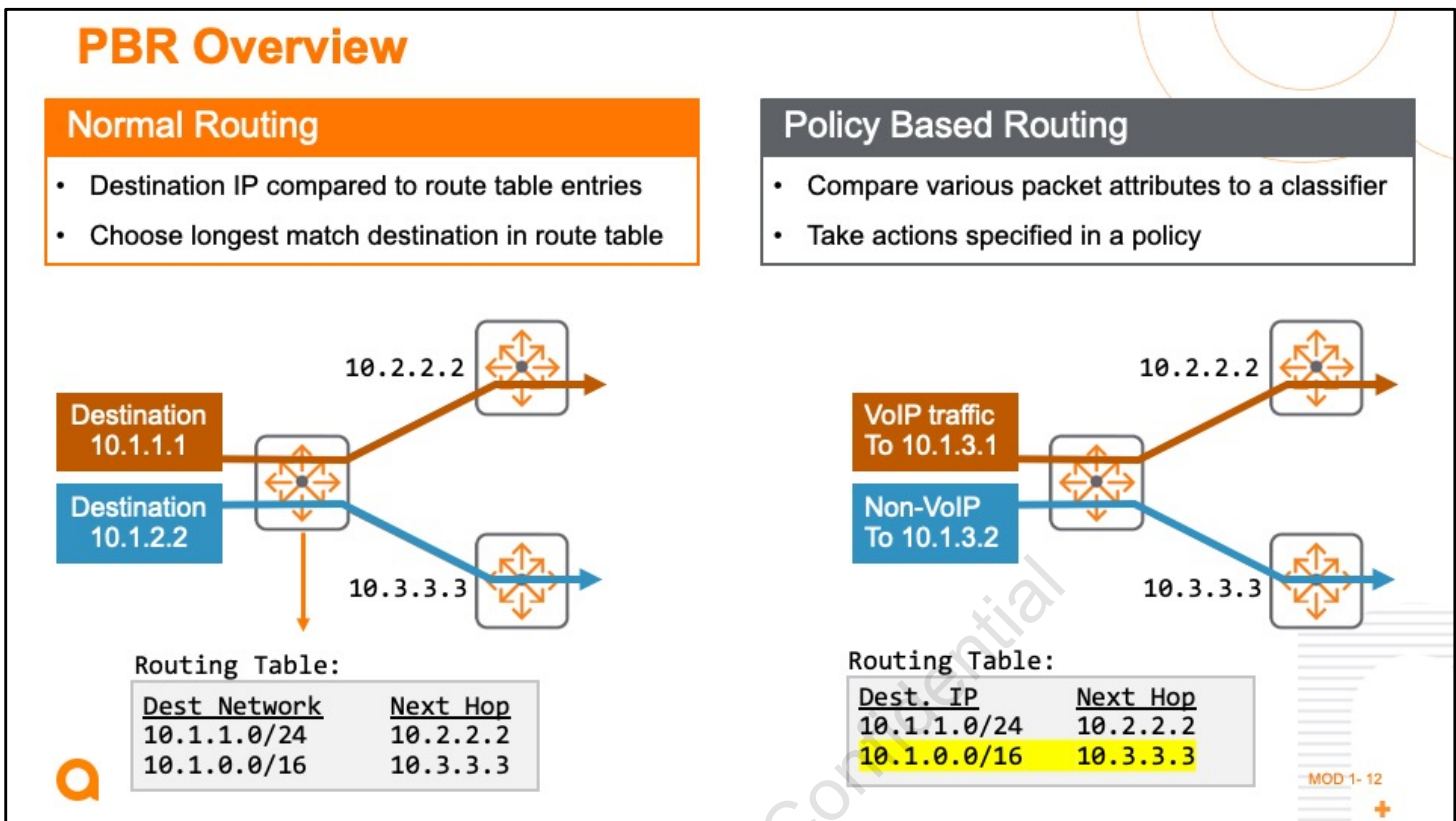 PBR Overview
Normal Routing
• Destination IP compared to route table entries
• Choose longest match destination in route table
Policy Based Routing
• Compare various packet attributes to a classifier
• Take actions specified in a policy
10.2.2.2
Destination
10.1.1.1
Destination
10.1.2.2
10.3.3.3
Routing Table:
Dest Network Next Hop
10.1.1.0/24 10.2.2.2
10.1.0.0/16 10.3.3.3
10.2.2.2
VoIP traffic
To 10.1.3.1
Non-VoIP
To 10.1.3.2
10.3.3.3
Routing Table:
Dest. IP Next Hop
10.1.1.0/24 10.2.2.2
10.1.0.0/16 10.3.3.3
Confidential
MOD 1- 12